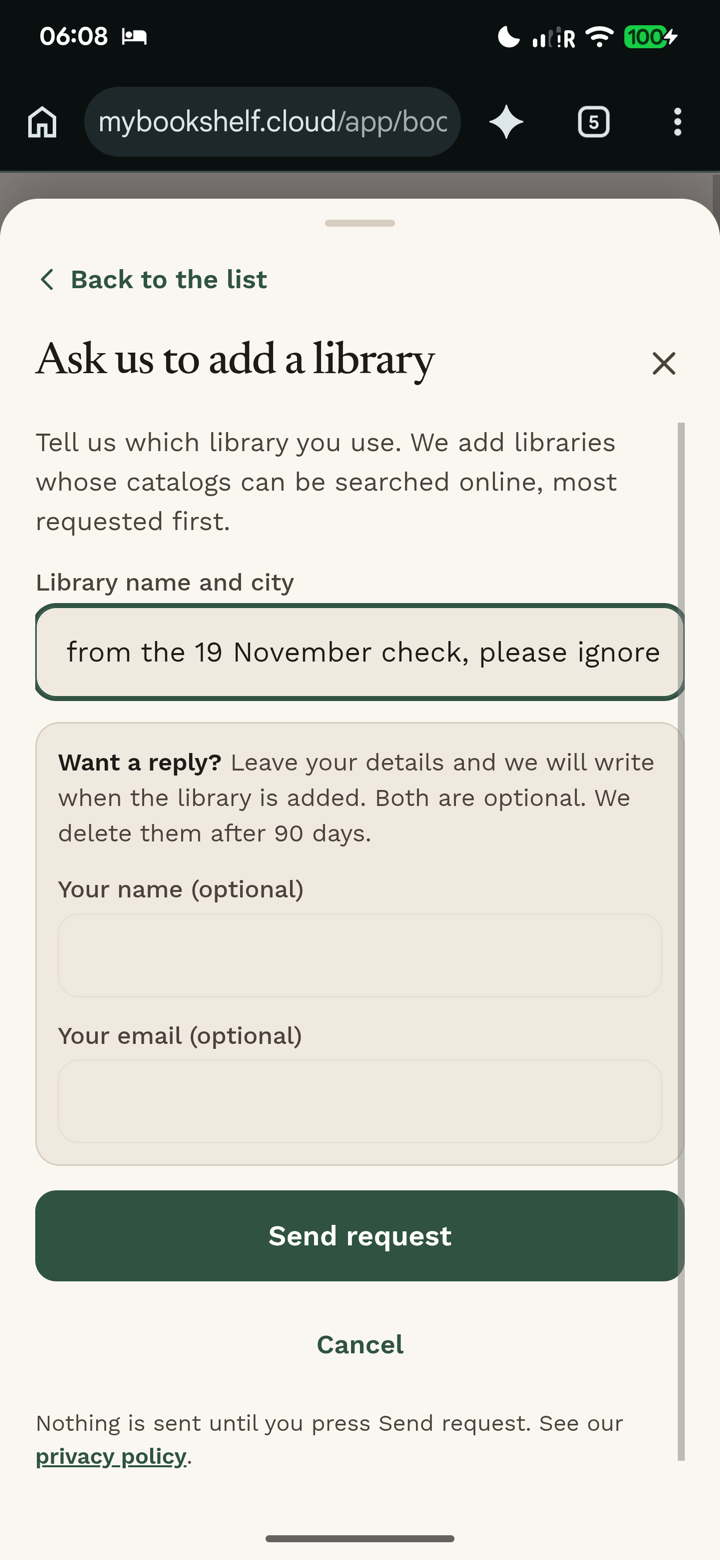 06:08
R
100
mybookshelf.cloud/app/boo
5
Back to the list
Ask us to add a library
Tell us which library you use. We add libraries
whose catalogs can be searched online, most
requested first.
Library name and city
from the 19 November check, please ignore
Want a reply? Leave your details and we will write
when the library is added. Both are optional. We
delete them after 90 days.
Your name (optional)
Your email (optional)
Send request
Cancel
Nothing is sent until you press Send request. See our
privacy policy.